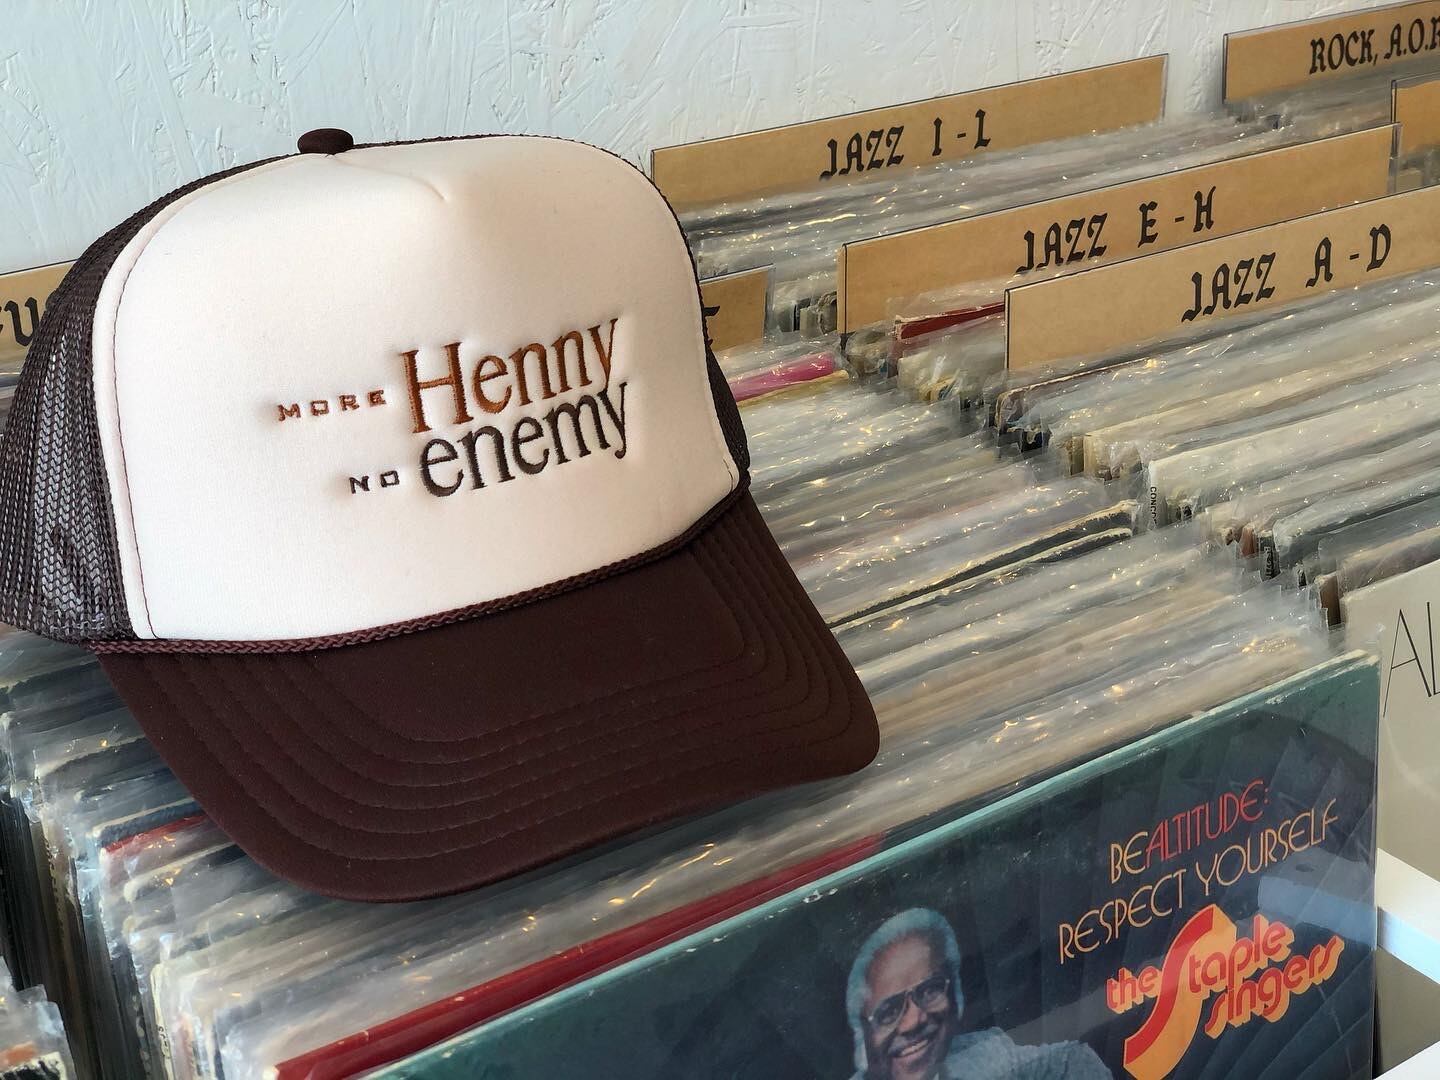 MORE Henny
NO enemy
JAZZ I - L
ROCK, A.O.R
JAZZ E - H
JAZZ A - D
BEALTITUDE:
RESPECT YOURSELF
the Staple
Singers